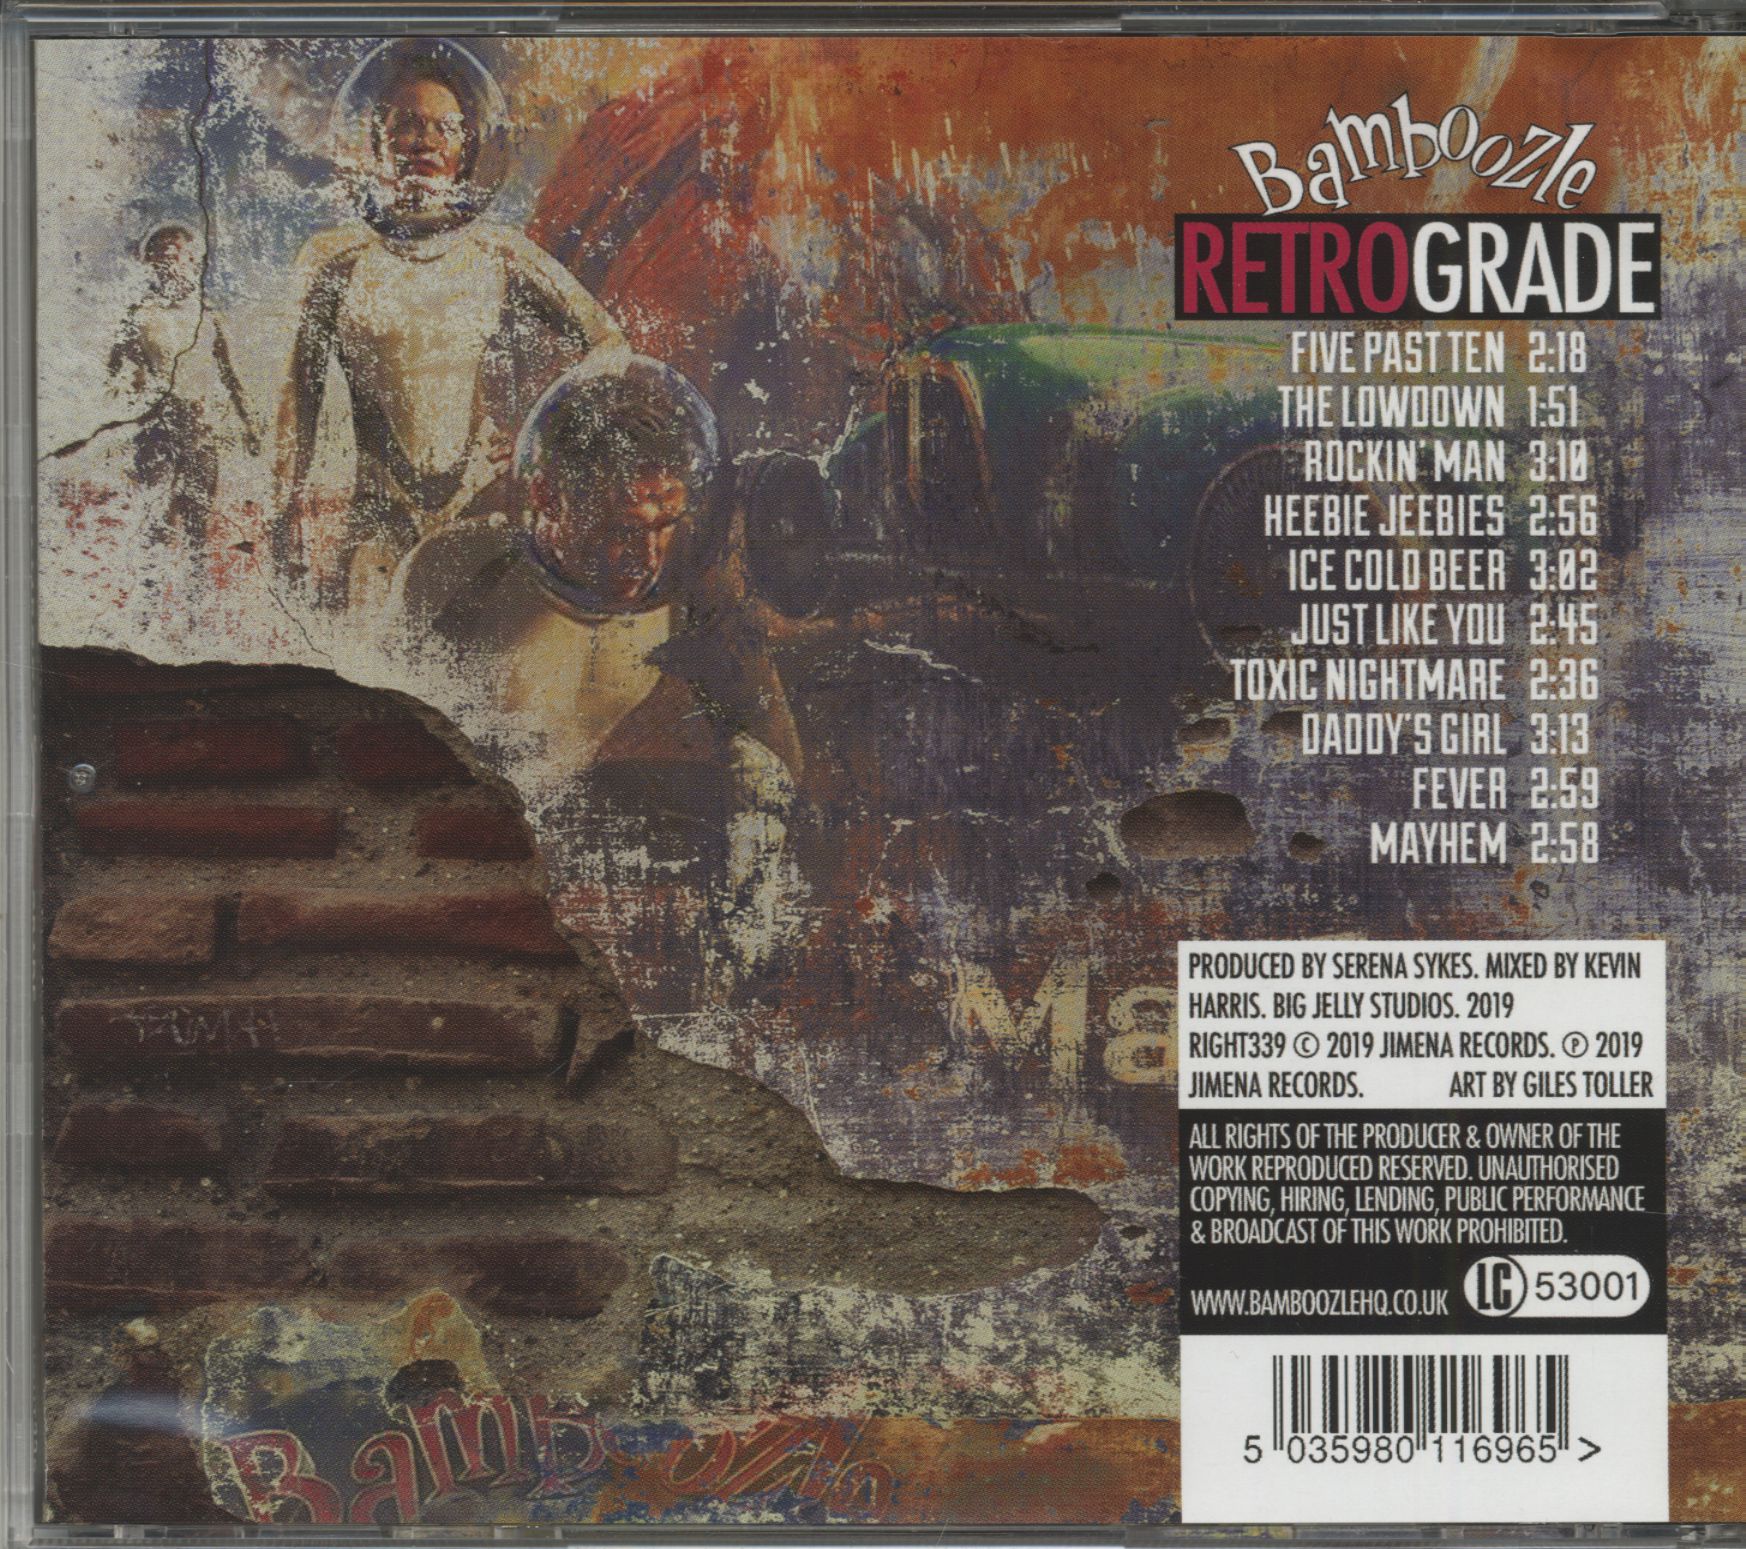 Bamboozle
RETROGRADE
FIVE PAST TEN 2:18
THE LOWDOWN 1:51
ROCKIN' MAN 3:10
HEEBIE JEEBIES 2:56
ICE COLD BEER 3:02
JUST LIKE YOU 2:45
TOXIC NIGHTMARE 2:36
DADDY'S GIRL 3:13
FEVER 2:59
MAYHEM 2:58
Ma
PRODUCED BY SERENA SYKES. MIXED BY KEVIN
HARRIS. BIG JELLY STUDIOS. 2019
RIGHT339 © 2019 JIMENA RECORDS. ℗ 2019
JIMENA RECORDS. ART BY GILES TOLLER
ALL RIGHTS OF THE PRODUCER & OWNER OF THE
WORK REPRODUCED RESERVED. UNAUTHORISED
COPYING, HIRING, LENDING, PUBLIC PERFORMANCE
& BROADCAST OF THIS WORK PROHIBITED.
WWW.BAMBOOZLEHQ.CO.UK LC 53001
5 035980 116965 >
Bamboozle